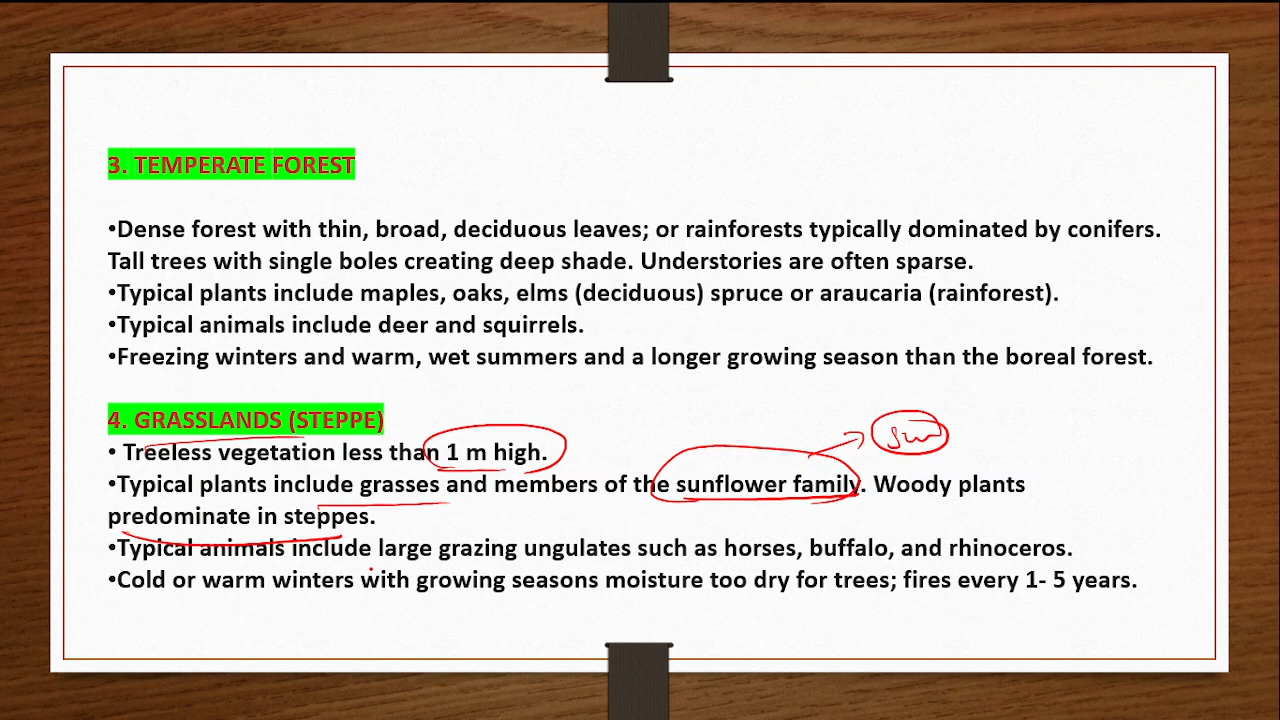 3. TEMPERATE FOREST
•Dense forest with thin, broad, deciduous leaves; or rainforests typically dominated by conifers.
Tall trees with single boles creating deep shade. Understories are often sparse.
•Typical plants include maples, oaks, elms (deciduous) spruce or araucaria (rainforest).
•Typical animals include deer and squirrels.
•Freezing winters and warm, wet summers and a longer growing season than the boreal forest.
4. GRASSLANDS (STEPPE)
• Treeless vegetation less than 1 m high.
sun
•Typical plants include grasses and members of the sunflower family. Woody plants
predominate in steppes.
•Typical animals include large grazing ungulates such as horses, buffalo, and rhinoceros.
•Cold or warm winters with growing seasons moisture too dry for trees; fires every 1- 5 years.